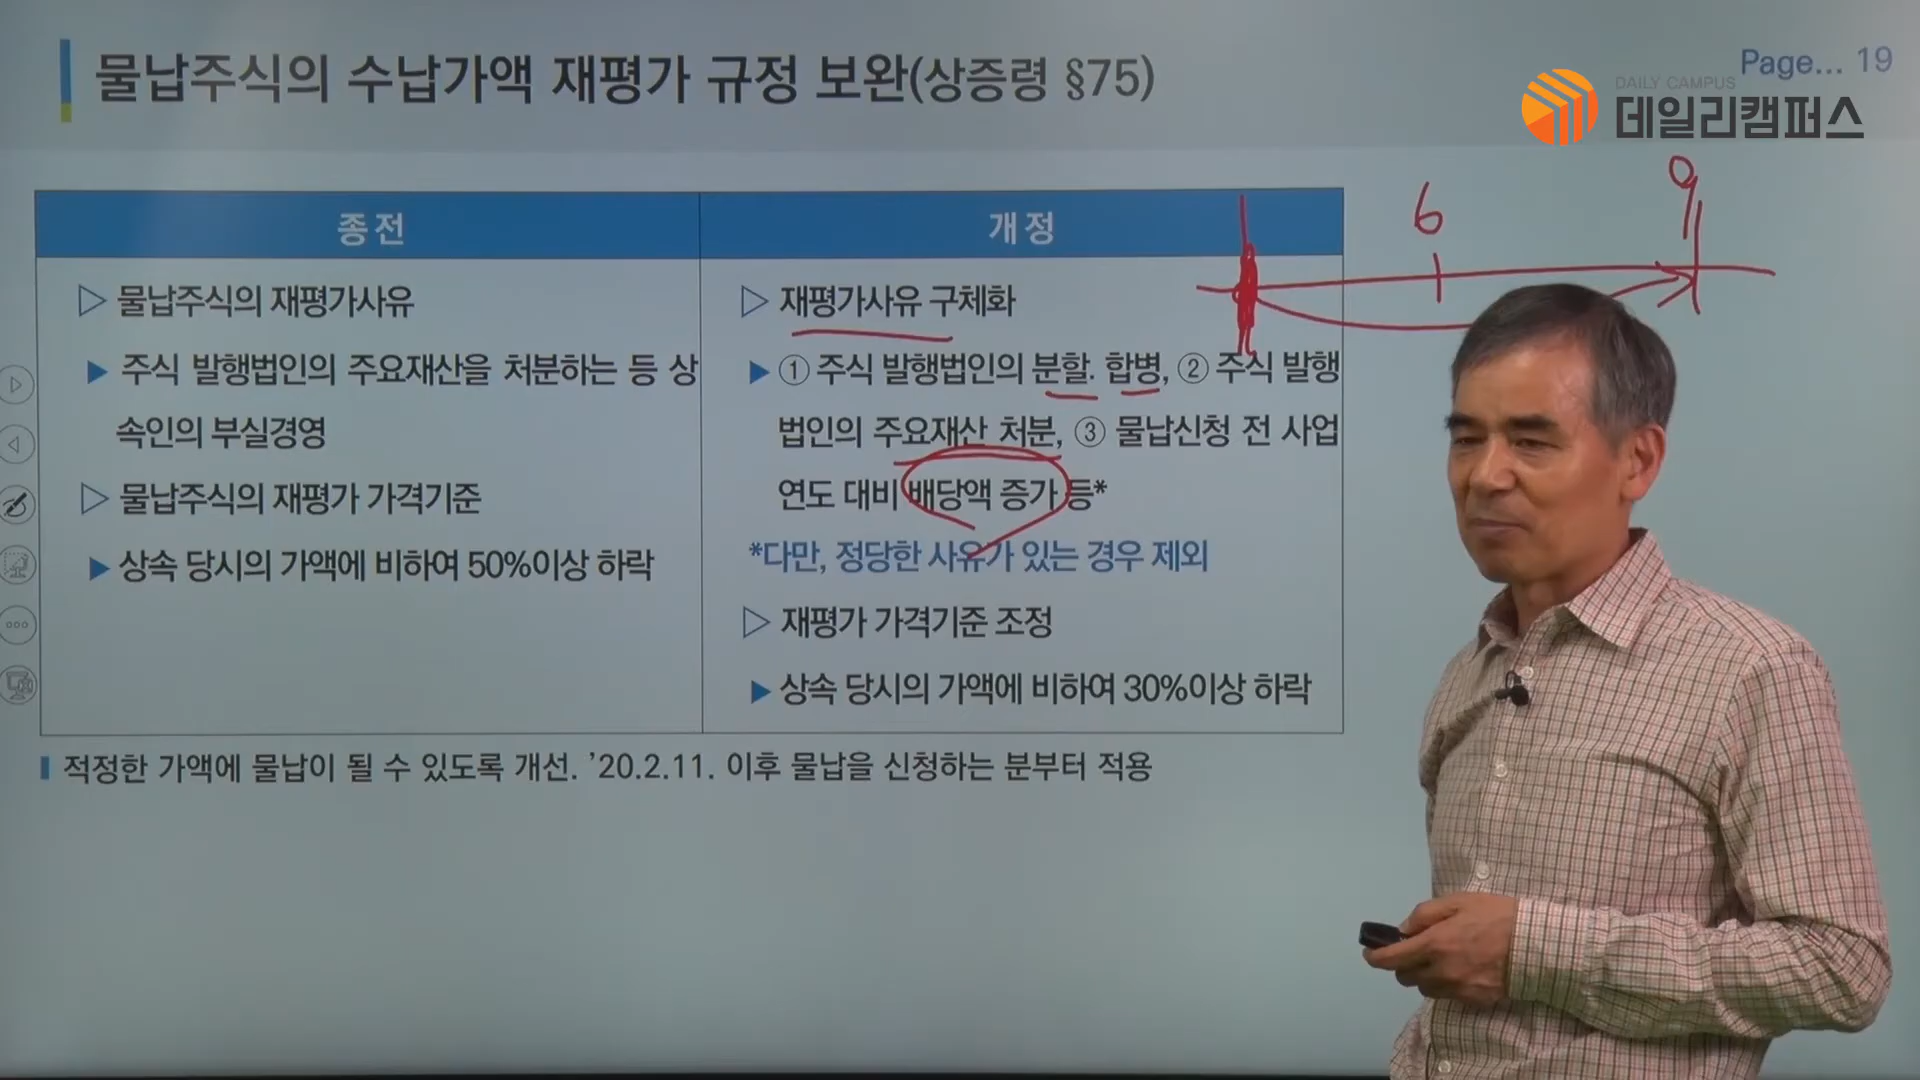 물납주식의 수납가액 재평가 규정 보완(상증령 §75)
Page... 19
DAILY CAMPUS
데일리캠퍼스
종전
개정
▷ 물납주식의 재평가사유
▶ 주식 발행법인의 주요재산을 처분하는 등 상
속인의 부실경영
▷ 물납주식의 재평가 가격기준
▶ 상속 당시의 가액에 비하여 50%이상 하락
▷ 재평가사유 구체화
▶ ① 주식 발행법인의 분할. 합병, ② 주식 발행
법인의 주요재산 처분, ③ 물납신청 전 사업
연도 대비 배당액 증가 등*
*다만, 정당한 사유가 있는 경우 제외
▷ 재평가 가격기준 조정
▶ 상속 당시의 가액에 비하여 30%이상 하락
6
9
적정한 가액에 물납이 될 수 있도록 개선. ’20.2.11. 이후 물납을 신청하는 분부터 적용